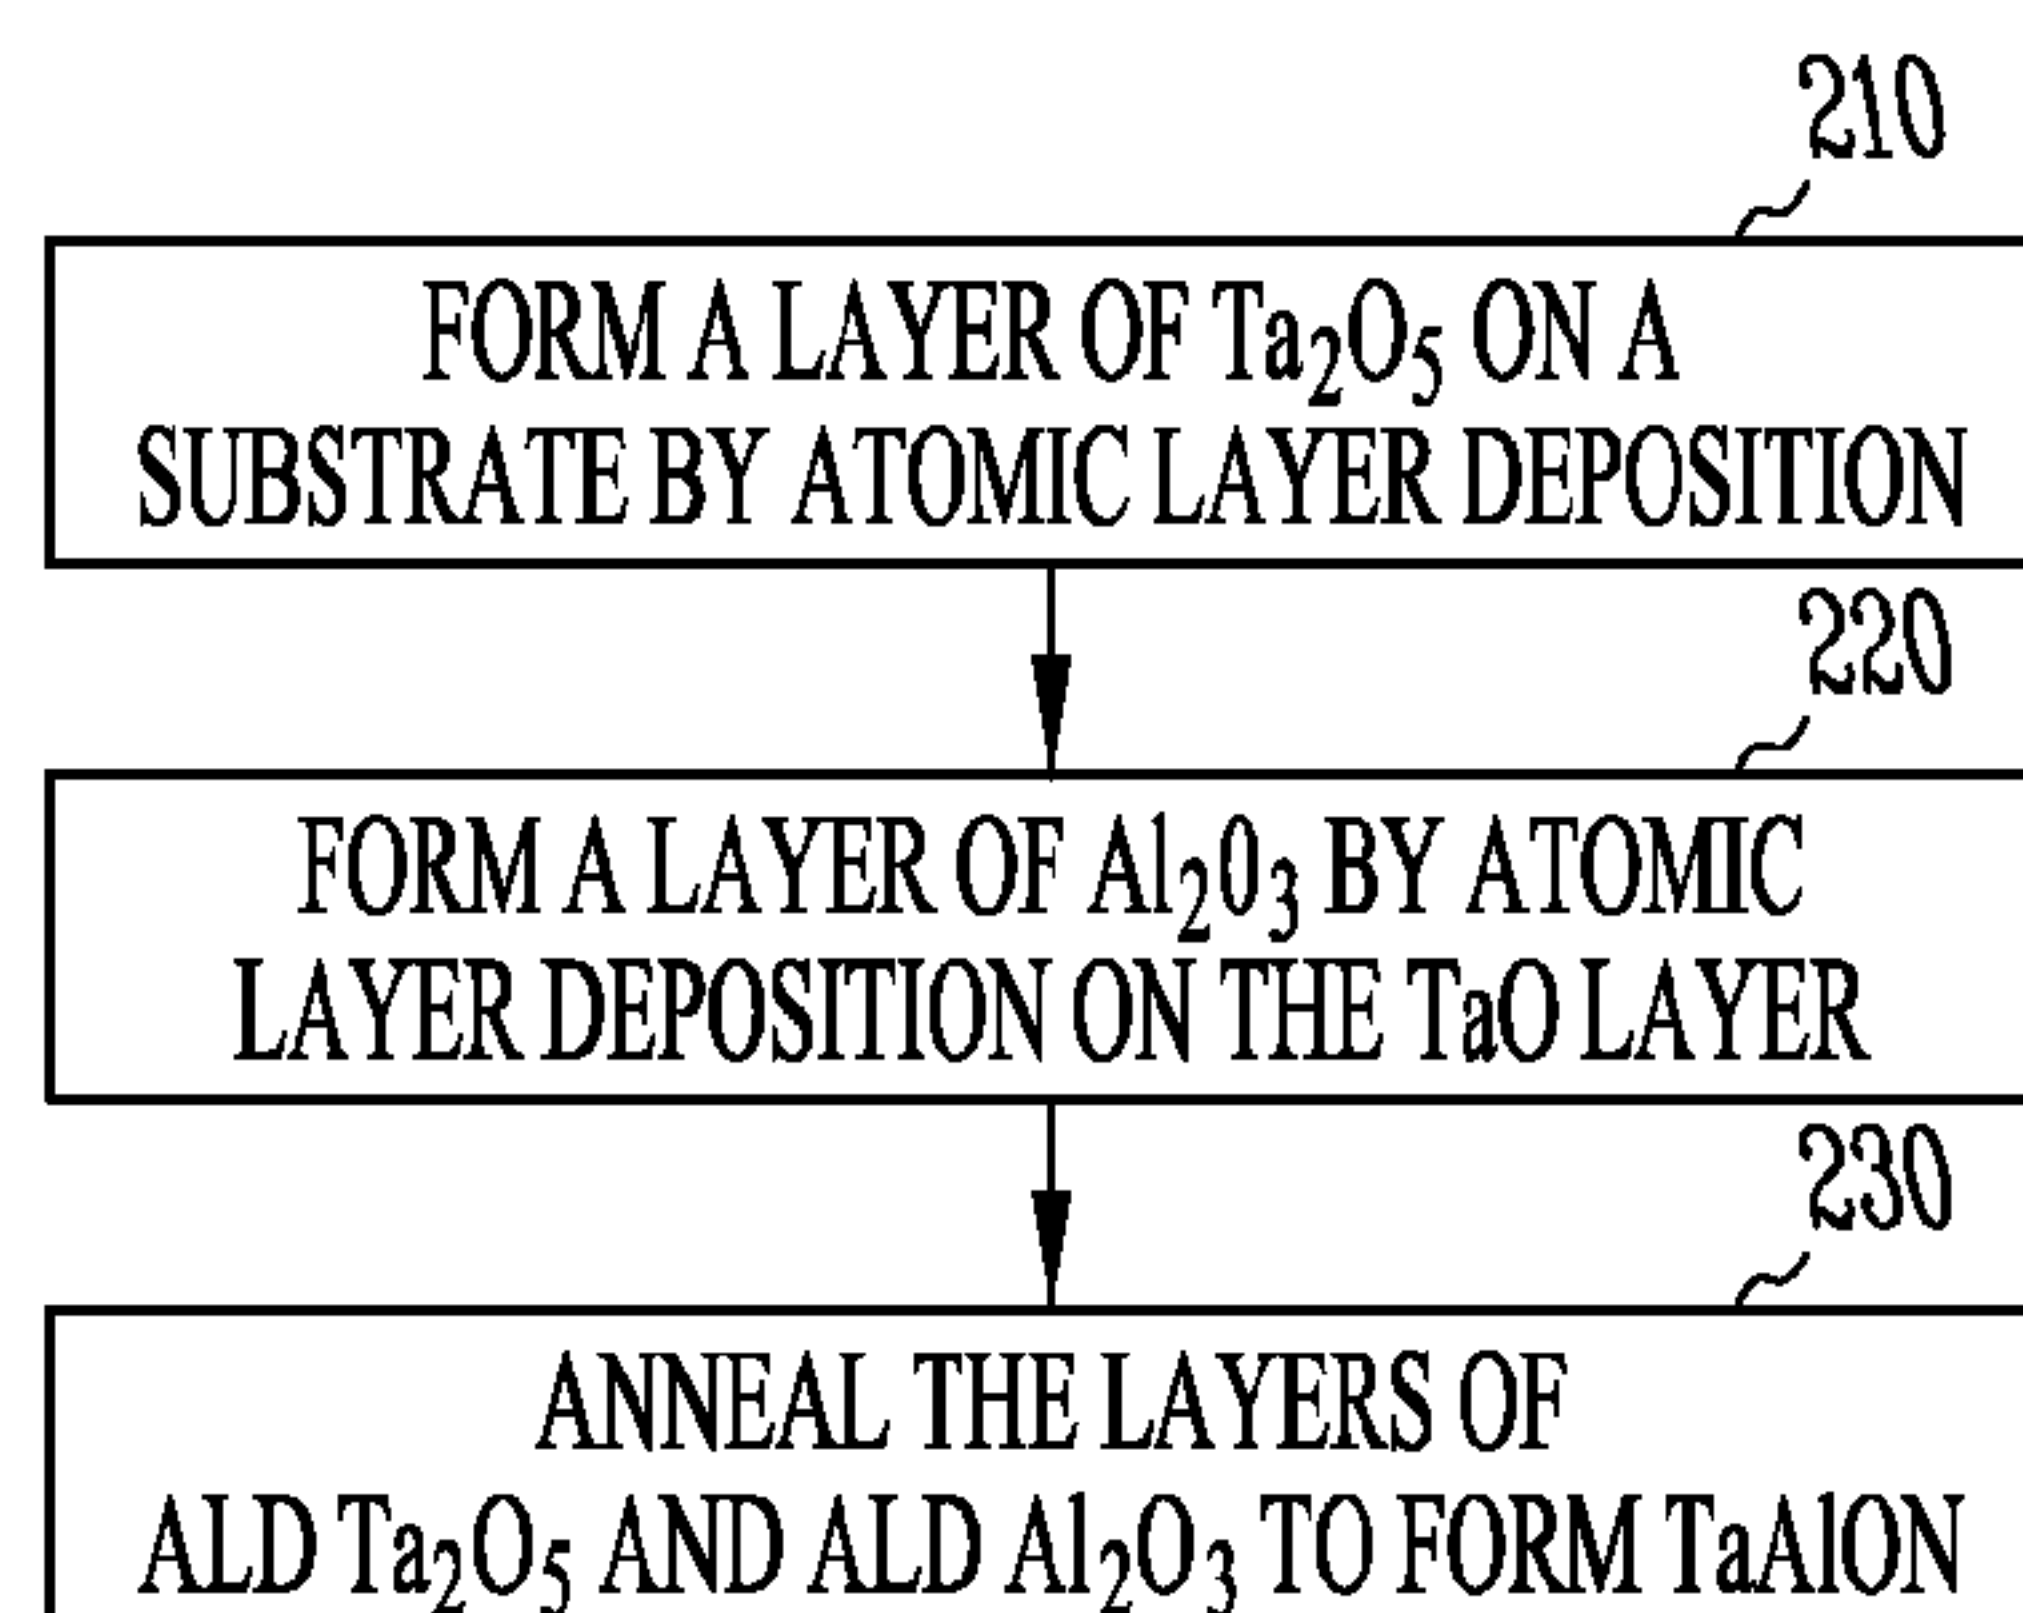 210
FORM A LAYER OF Ta₂O₅ ON A
SUBSTRATE BY ATOMIC LAYER DEPOSITION
220
FORM A LAYER OF Al₂0₃ BY ATOMIC
LAYER DEPOSITION ON THE TaO LAYER
230
ANNEAL THE LAYERS OF
ALD Ta₂O₅ AND ALD Al₂O₃ TO FORM TaAlON